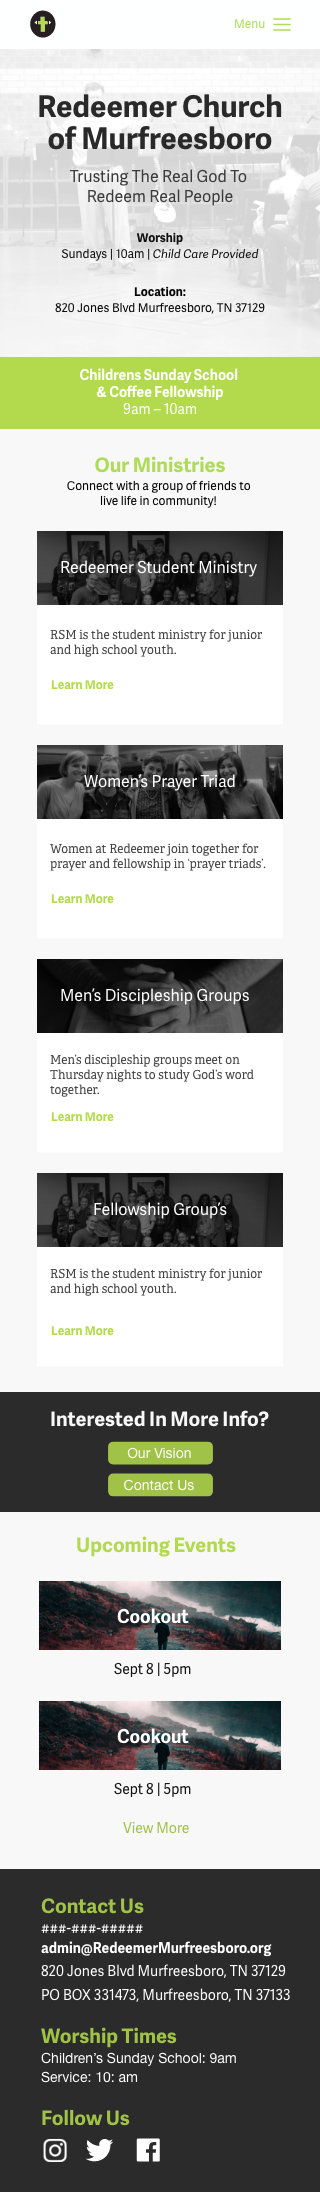 Menu
Redeemer Church
of Murfreesboro
Trusting The Real God To
Redeem Real People
Worship
Sundays | 10am | Child Care Provided
Location:
820 Jones Blvd Murfreesboro, TN 37129
Childrens Sunday School
& Coffee Fellowship
9am – 10am
Our Ministries
Connect with a group of friends to
live life in community!
Redeemer Student Ministry
RSM is the student ministry for junior
and high school youth.
Learn More
Women's Prayer Triad
Women at Redeemer join together for
prayer and fellowship in 'prayer triads'.
Learn More
Men's Discipleship Groups
Men's discipleship groups meet on
Thursday nights to study God's word
together.
Learn More
Fellowship Group's
RSM is the student ministry for junior
and high school youth.
Learn More
Interested In More Info?
Our Vision
Contact Us
Upcoming Events
Cookout
Sept 8 | 5pm
Cookout
Sept 8 | 5pm
View More
Contact Us
###-###-#####
admin@RedeemerMurfreesboro.org
820 Jones Blvd Murfreesboro, TN 37129
PO BOX 331473, Murfreesboro, TN 37133
Worship Times
Children's Sunday School: 9am
Service: 10: am
Follow Us